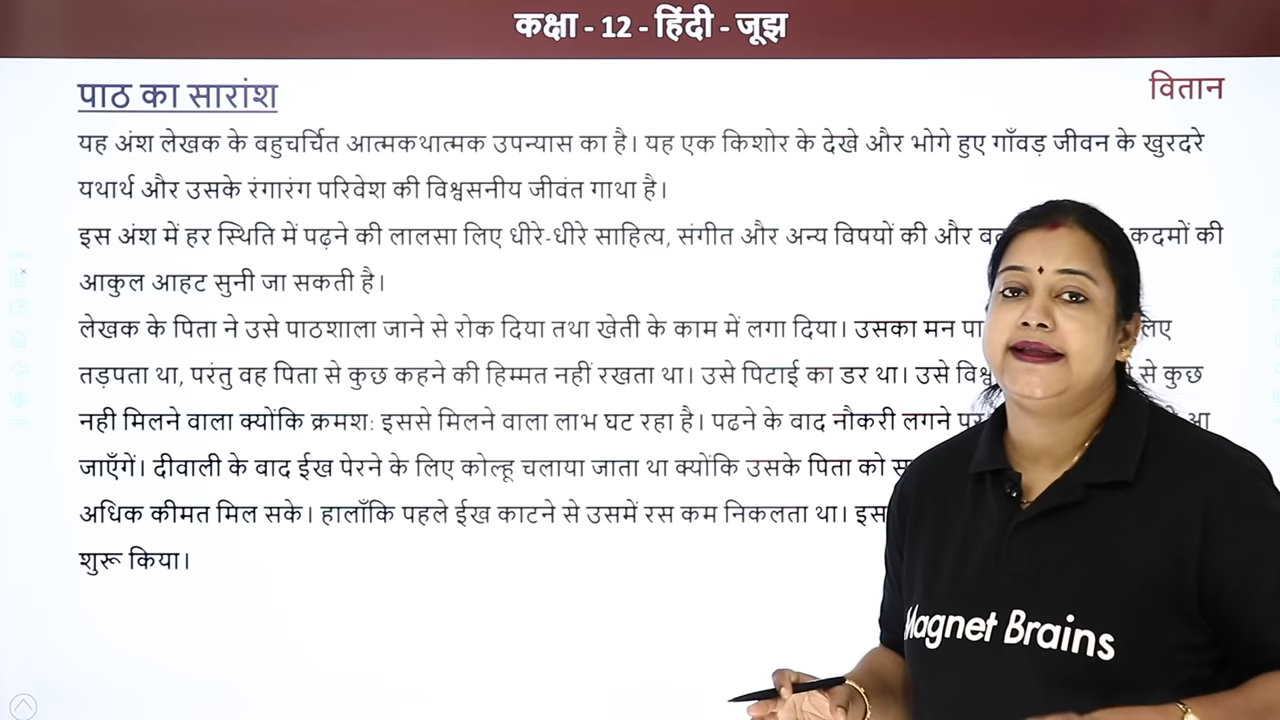 कक्षा - 12 - हिंदी - जूझ
पाठ का सारांश
वितान
यह अंश लेखक के बहुचर्चित आत्मकथात्मक उपन्यास का है। यह एक किशोर के देखे और भोगे हुए गाँवड़ जीवन के खुरदरे
यथार्थ और उसके रंगारंग परिवेश की विश्वसनीय जीवंत गाथा है।
इस अंश में हर स्थिति में पढ़ने की लालसा लिए धीरे-धीरे साहित्य, संगीत और अन्य विषयों की और कदमों की
आकुल आहट सुनी जा सकती है।
लेखक के पिता ने उसे पाठशाला जाने से रोक दिया तथा खेती के काम में लगा दिया। उसका मन लिए
तड़पता था, परंतु वह पिता से कुछ कहने की हिम्मत नहीं रखता था। उसे पिटाई का डर था। उसे से कुछ
नही मिलने वाला क्योंकि क्रमश: इससे मिलने वाला लाभ घट रहा है। पढने के बाद नौकरी लगने आ
जाएँगें। दीवाली के बाद ईख पेरने के लिए कोल्हू चलाया जाता था क्योंकि उसके पिता को
अधिक कीमत मिल सके। हालाँकि पहले ईख काटने से उसमें रस कम निकलता था। इस
शुरू किया।
Magnet Brains